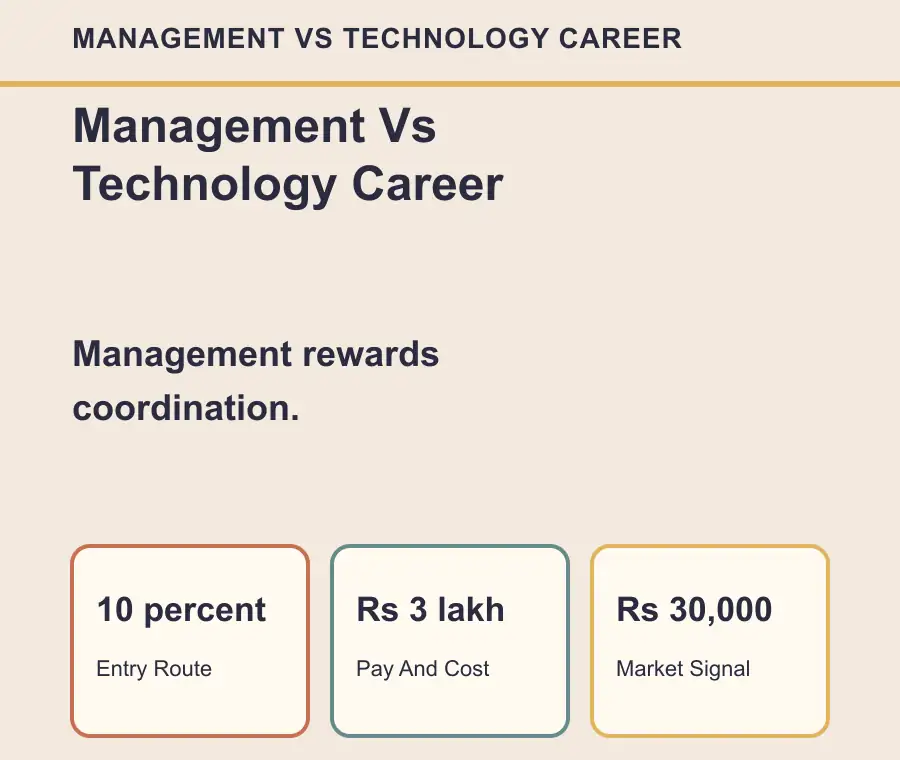 MANAGEMENT VS TECHNOLOGY CAREER
Management Vs
Technology Career
Management rewards
coordination.
10 percent
Entry Route
Rs 3 lakh
Pay And Cost
Rs 30,000
Market Signal